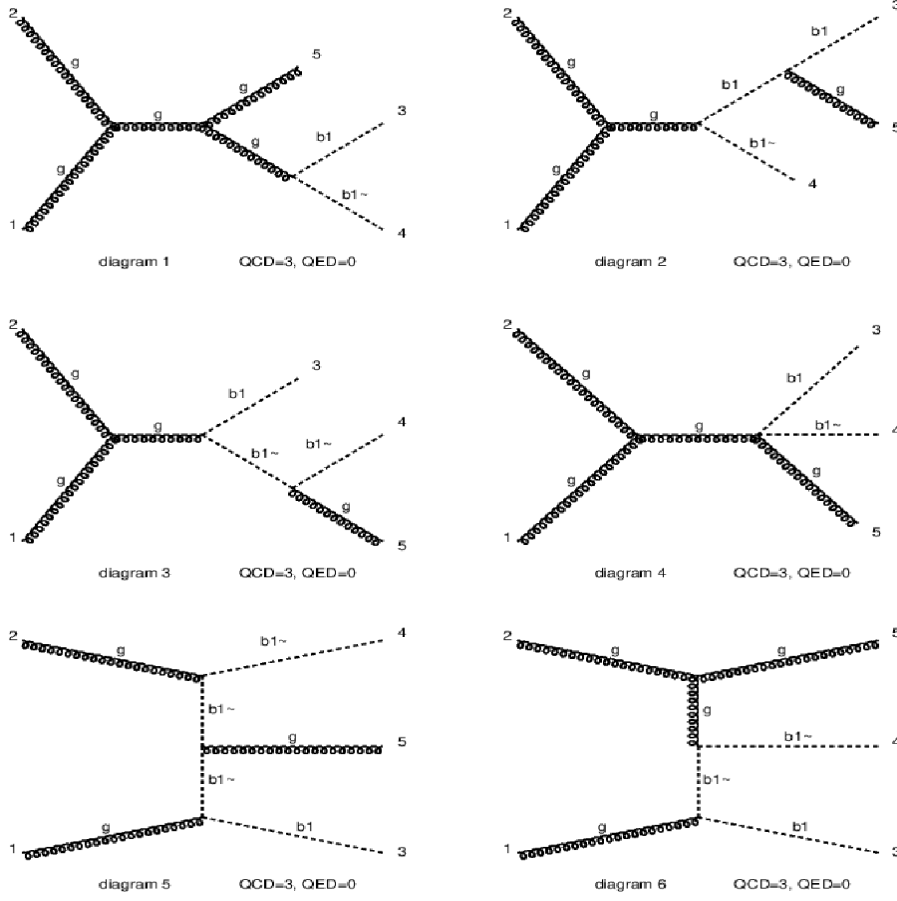 2
g
g
1
g
g
g
5
b1
3
b1~
4
diagram 1 QCD=3, QED=0
2
g
g
1
g
b1
b1
3
g
5
b1~
4
diagram 2 QCD=3, QED=0
2
g
g
1
g
b1
3
b1~
b1~
4
g
5
diagram 3 QCD=3, QED=0
2
g
g
1
g
b1
3
b1~
4
g
5
diagram 4 QCD=3, QED=0
2
g
b1~
4
b1~
g
5
b1~
g
1
b1
3
diagram 5 QCD=3, QED=0
2
g
g
5
g
b1~
4
b1~
g
1
b1
3
diagram 6 QCD=3, QED=0